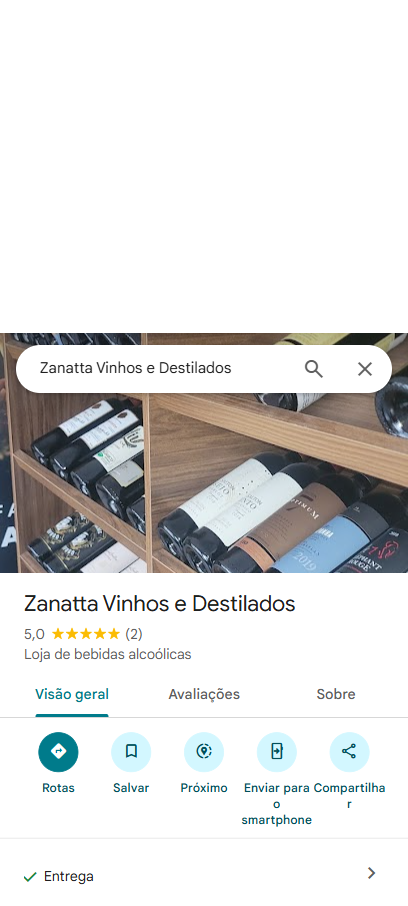 Zanatta Vinhos e Destilados
2019
Zanatta Vinhos e Destilados
5,0 (2)
Loja de bebidas alcoólicas
Visão geral Avaliações Sobre
Rotas Salvar Próximo Enviar para o smartphone Compartilhar
Entrega